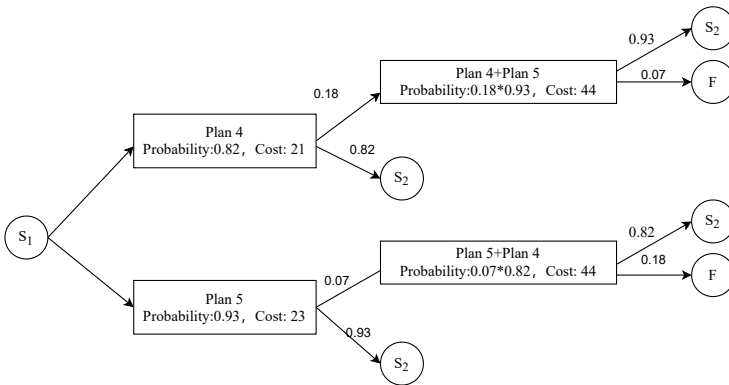 0.93
S2
Plan 4+Plan 5
Probability:0.18*0.93, Cost: 44
0.07
F
0.18
Plan 4
Probability:0.82, Cost: 21
0.82
S2
S1
0.82
S2
Plan 5+Plan 4
Probability:0.07*0.82, Cost: 44
0.18
F
0.07
Plan 5
Probability:0.93, Cost: 23
0.93
S2